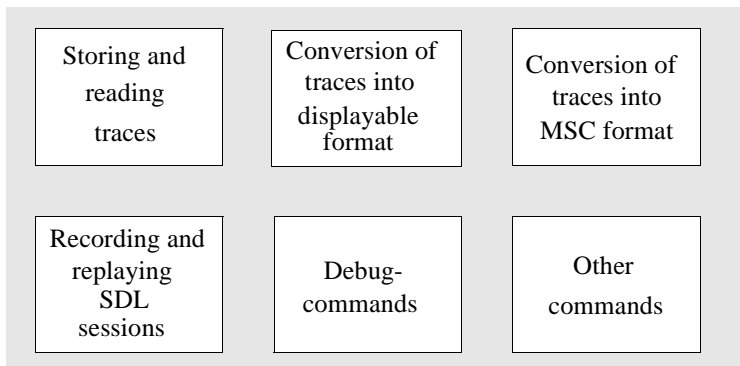 Storing and
reading
traces
Conversion of
traces into
displayable
format
Conversion of
traces into
MSC format
Recording and
replaying
SDL
sessions
Debug-
commands
Other
commands